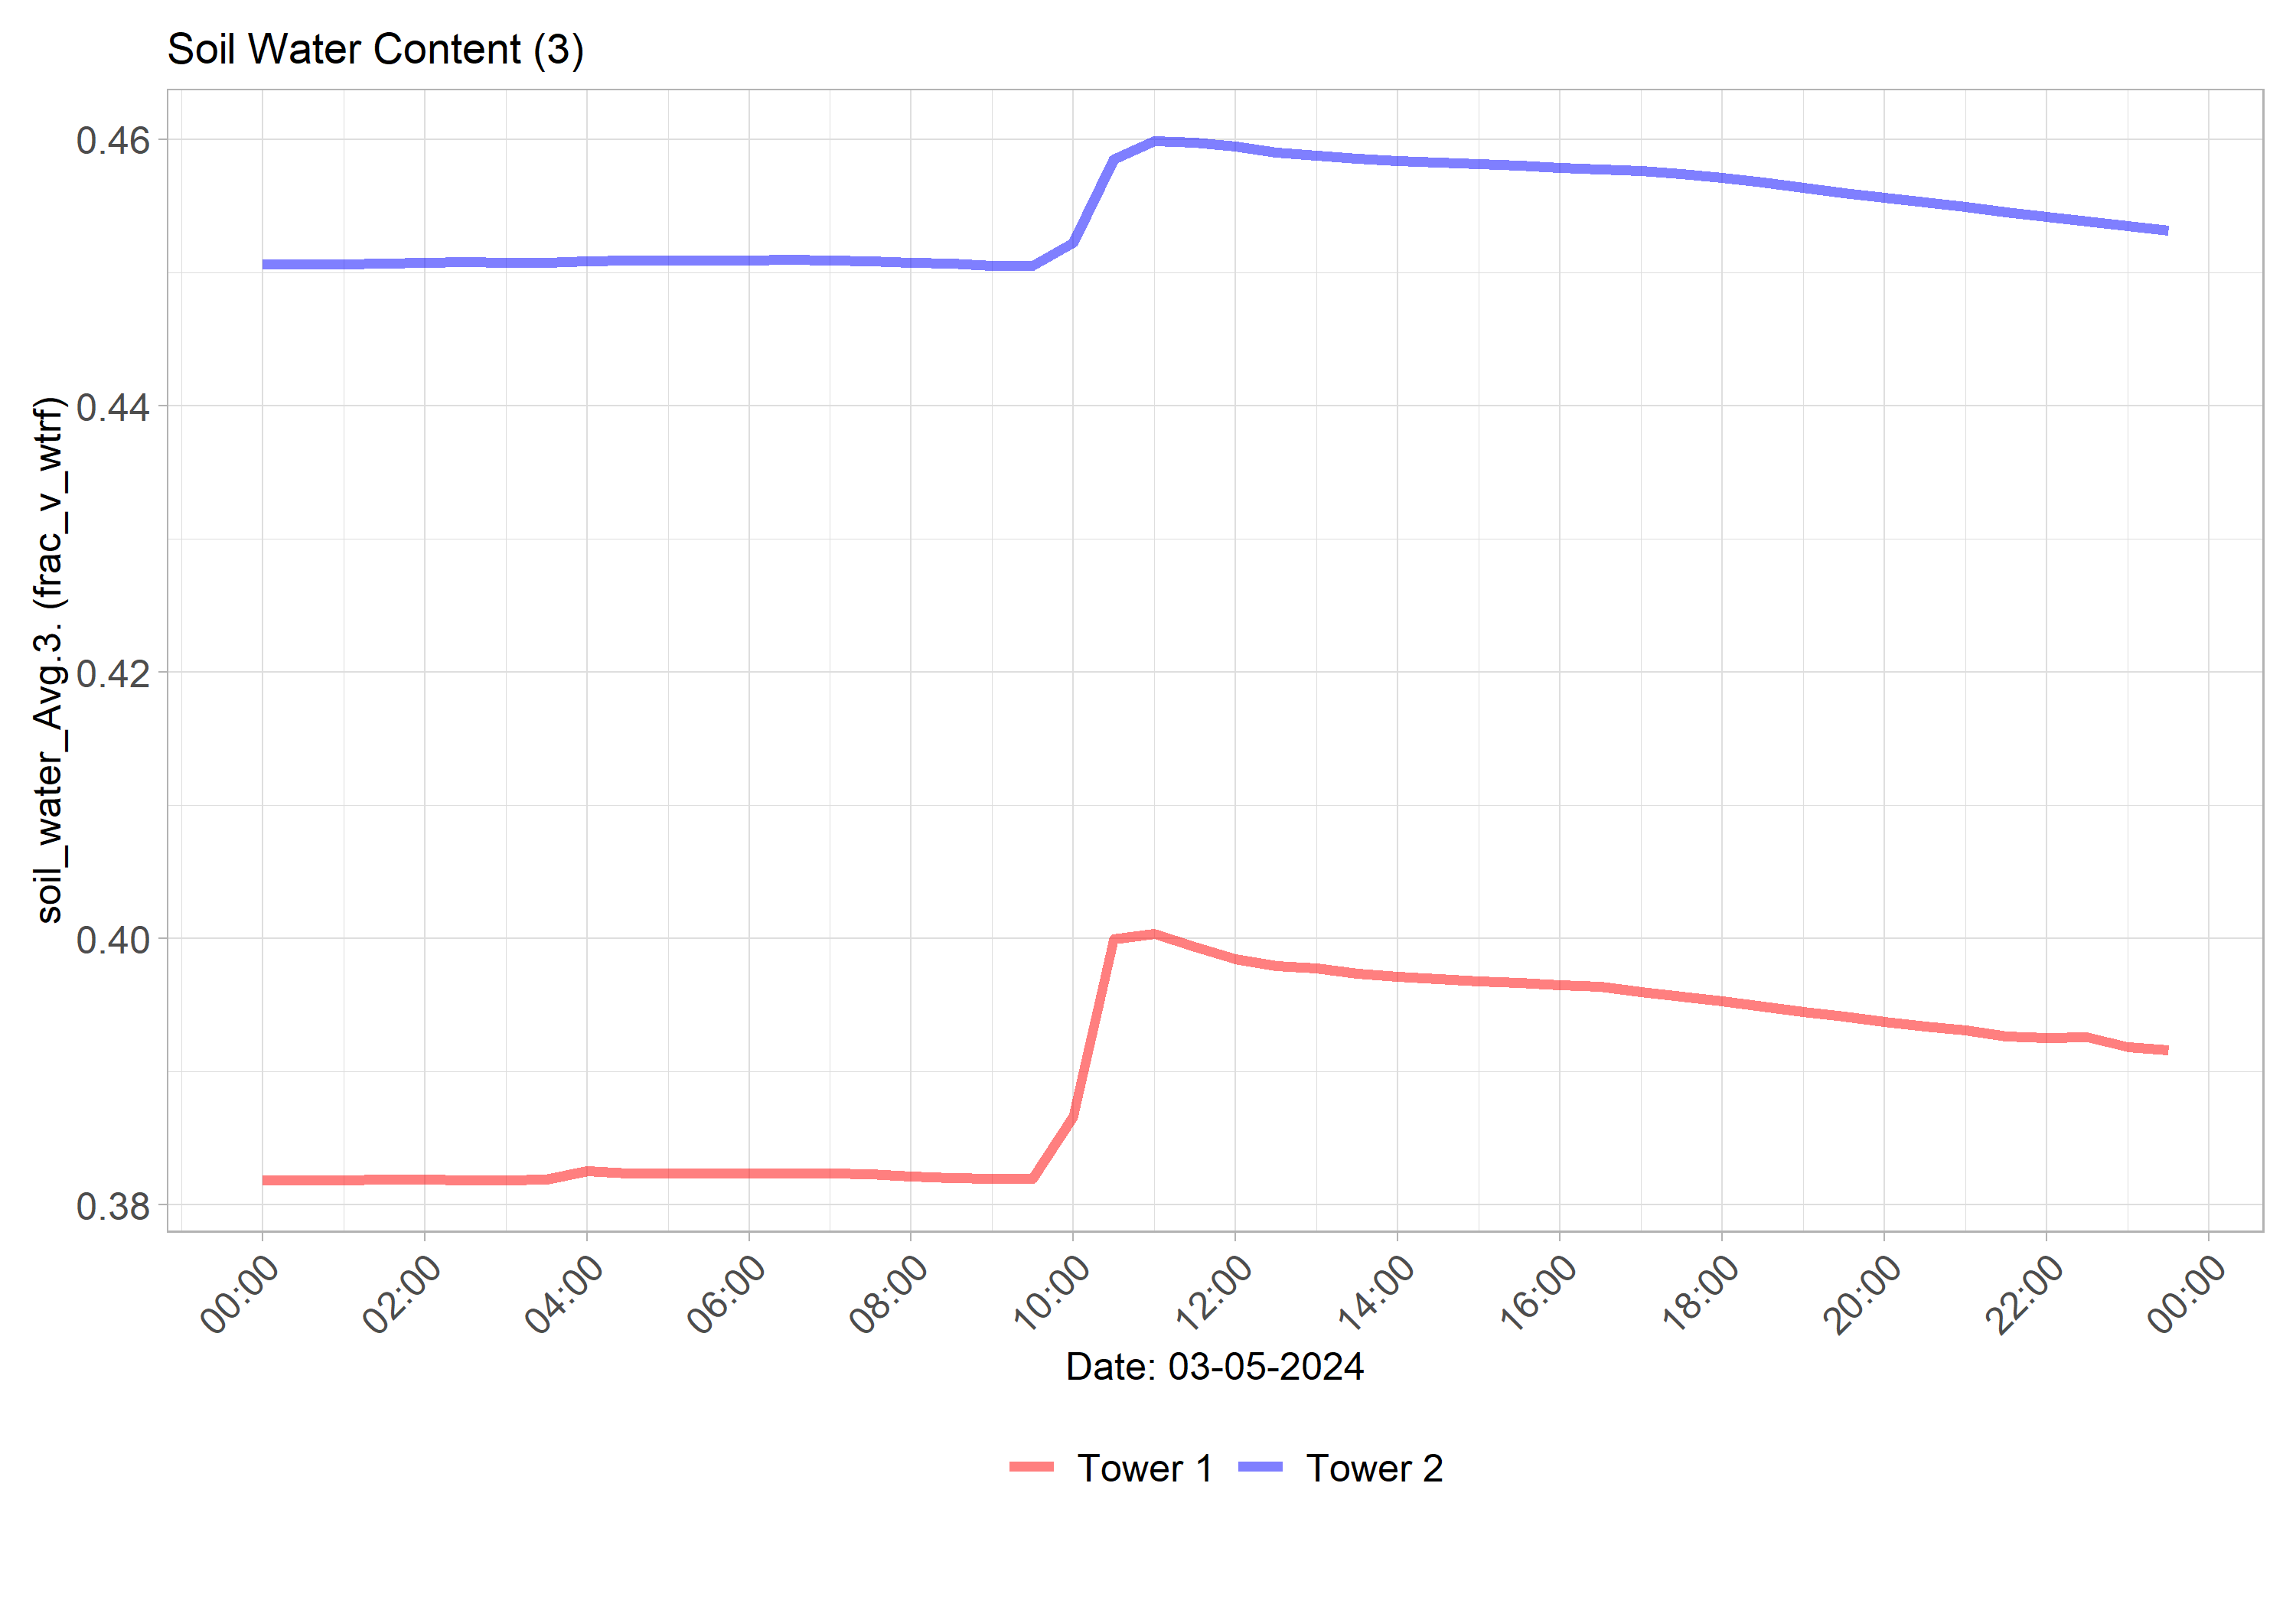 Soil Water Content (3)
soil_water_Avg.3. (frac_v_wtrf)
0.46
0.44
0.42
0.40
0.38
00:00 02:00 04:00 06:00 08:00 10:00 12:00 14:00 16:00 18:00 20:00 22:00 00:00
Date: 03-05-2024
Tower 1 Tower 2